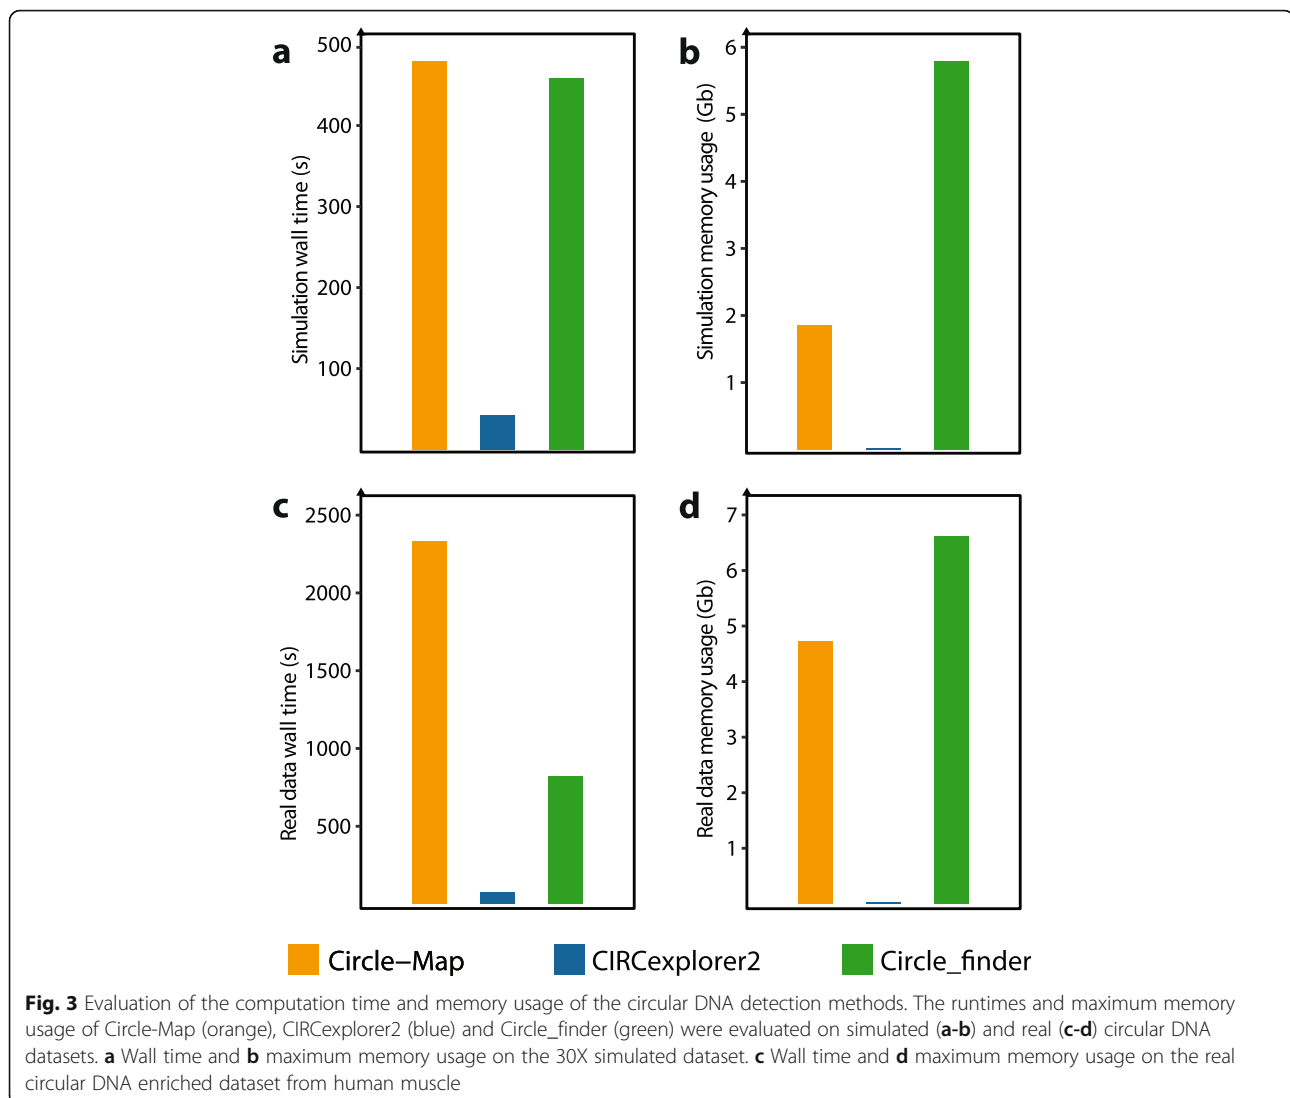 a
500
400
300
200
100
Simulation wall time (s)
b
6
5
4
3
2
1
Simulation memory usage (Gb)
c
2500
2000
1500
1000
500
Real data wall time (s)
d
7
6
5
4
3
2
1
Real data memory usage (Gb)
Circle–Map
CIRCexplorer2
Circle_finder
Fig. 3 Evaluation of the computation time and memory usage of the circular DNA detection methods. The runtimes and maximum memory
usage of Circle-Map (orange), CIRCexplorer2 (blue) and Circle_finder (green) were evaluated on simulated (a-b) and real (c-d) circular DNA
datasets. a Wall time and b maximum memory usage on the 30X simulated dataset. c Wall time and d maximum memory usage on the real
circular DNA enriched dataset from human muscle